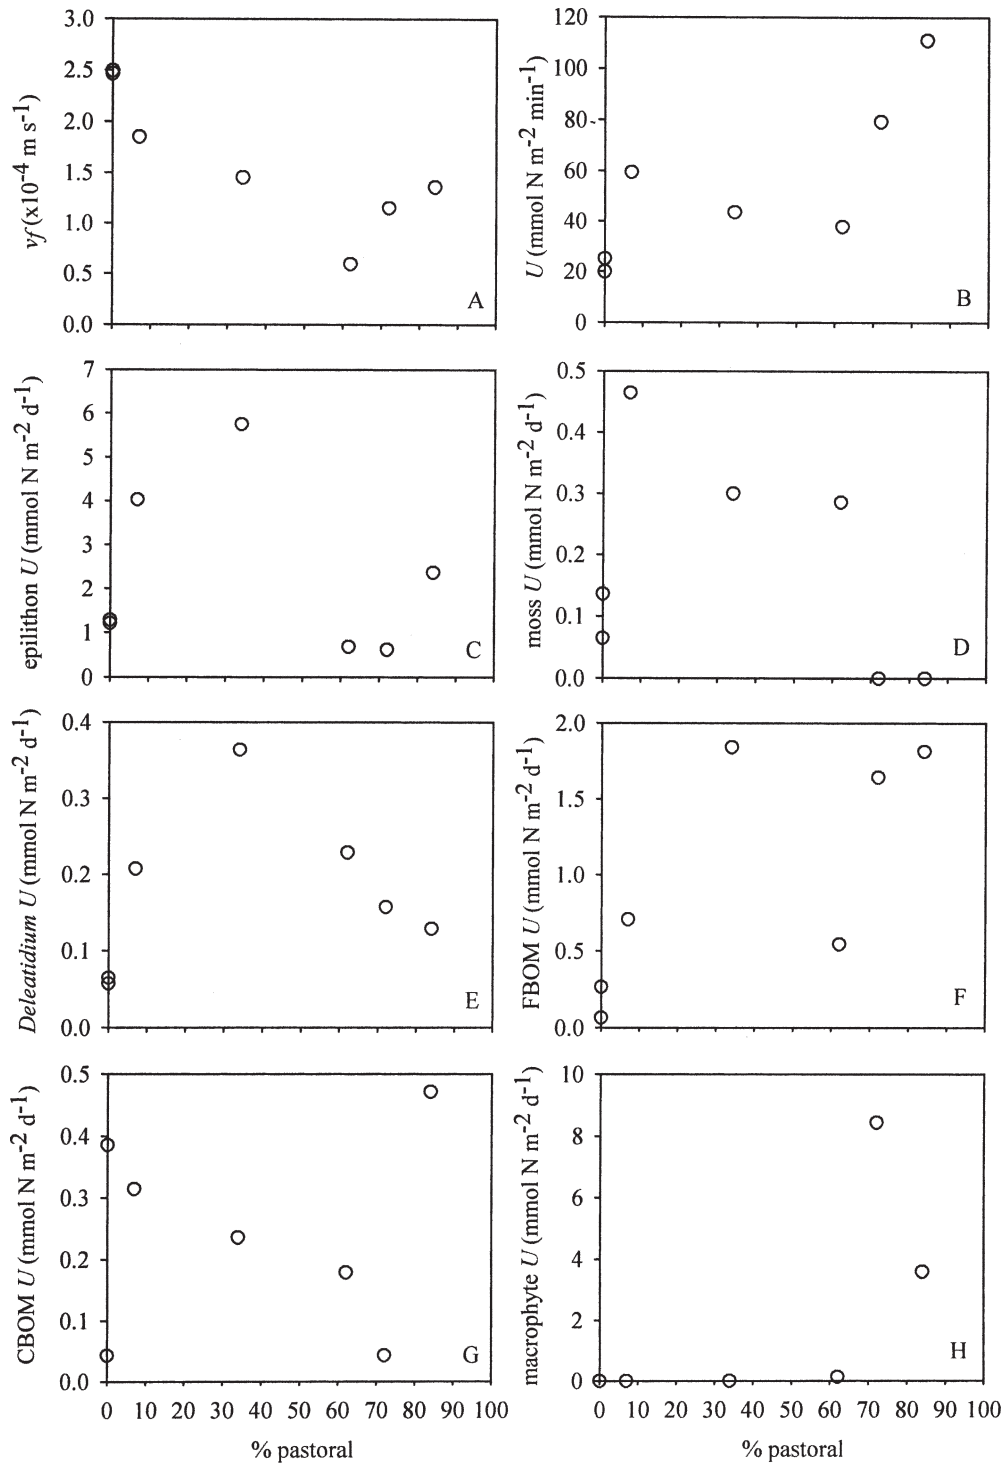 3.0
2.5
2.0
1.5
1.0
0.5
0.0
vf (x10-4 m s-1)
A
120
100
80
60
40
20
0
U (mmol N m-2 min-1)
B
7
6
5
4
3
2
1
0
epilithon U (mmol N m-2 d-1)
C
0.5
0.4
0.3
0.2
0.1
0.0
moss U (mmol N m-2 d-1)
D
0.4
0.3
0.2
0.1
0.0
Deleatidium U (mmol N m-2 d-1)
E
2.0
1.5
1.0
0.5
0.0
FBOM U (mmol N m-2 d-1)
F
0.5
0.4
0.3
0.2
0.1
0.0
CBOM U (mmol N m-2 d-1)
G
0 10 20 30 40 50 60 70 80 90 100
% pastoral
10
8
6
4
2
0
macrophyte U (mmol N m-2 d-1)
H
0 10 20 30 40 50 60 70 80 90 100
% pastoral